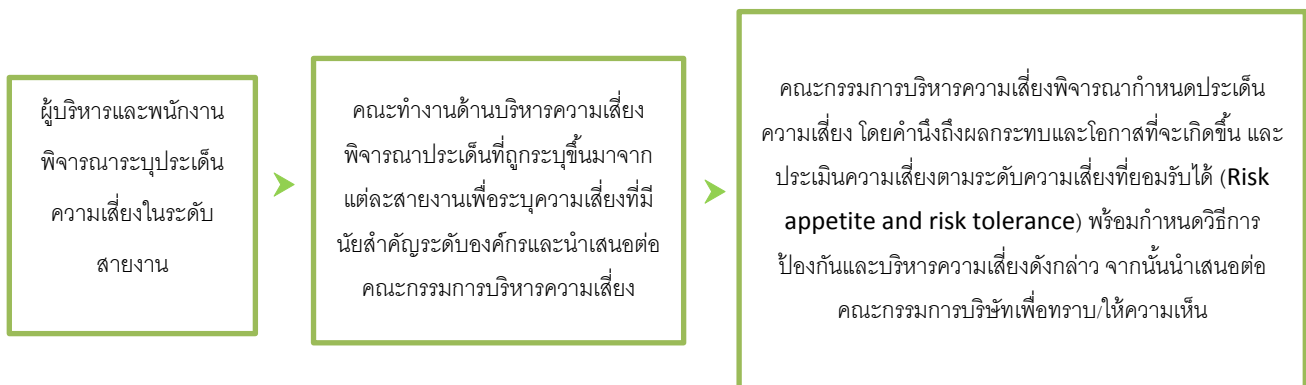 ผู้บริหารและพนักงาน
พิจารณาระบุประเด็น
ความเสี่ยงในระดับ
สายงาน
คณะทำงานด้านบริหารความเสี่ยง
พิจารณาประเด็นที่ถูกระบุขึ้นมาจาก
แต่ละสายงานเพื่อระบุความเสี่ยงที่มี
นัยสำคัญระดับองค์กรและนำเสนอต่อ
คณะกรรมการบริหารความเสี่ยง
คณะกรรมการบริหารความเสี่ยงพิจารณากำหนดประเด็น
ความเสี่ยง โดยคำนึงถึงผลกระทบและโอกาสที่จะเกิดขึ้น และ
ประเมินความเสี่ยงตามระดับความเสี่ยงที่ยอมรับได้ (Risk
appetite and risk tolerance) พร้อมกำหนดวิธีการ
ป้องกันและบริหารความเสี่ยงดังกล่าว จากนั้นนำเสนอต่อ
คณะกรรมการบริษัทเพื่อทราบ/ให้ความเห็น